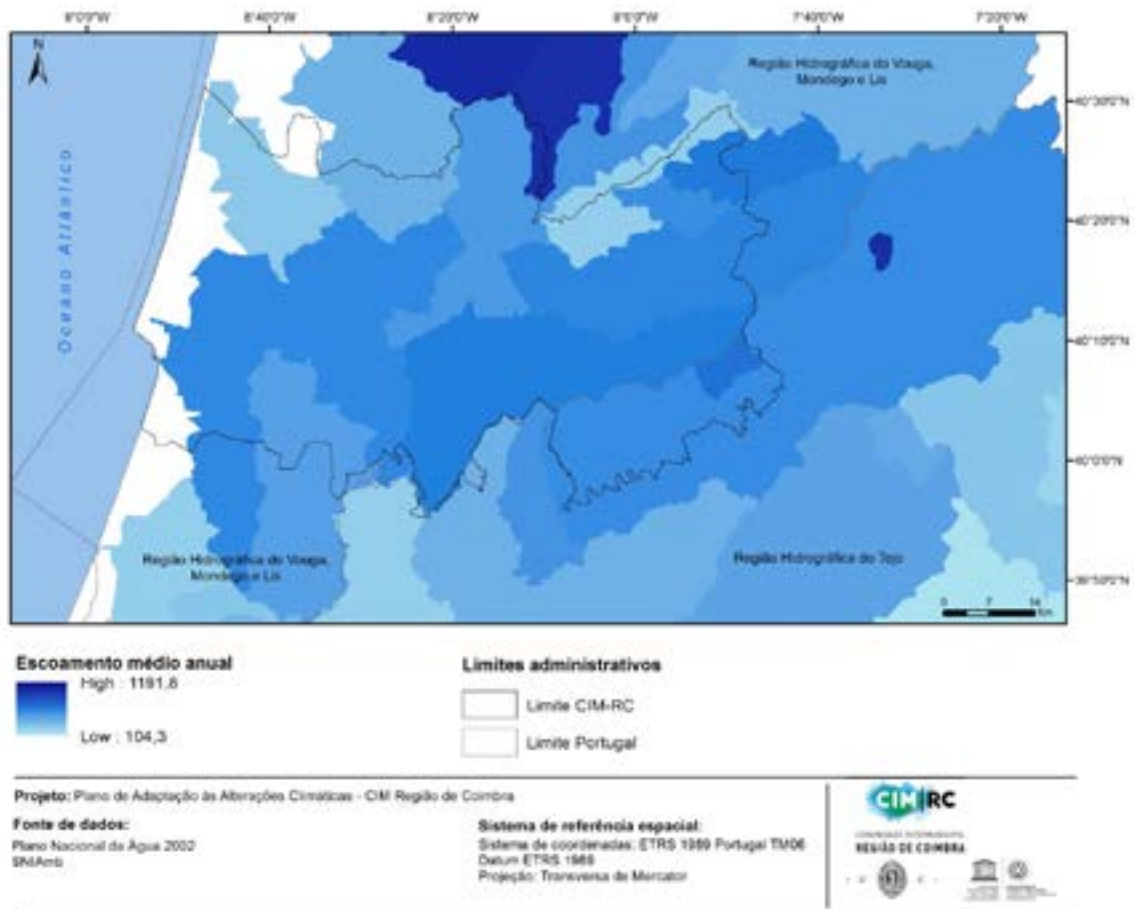 8°40'0"W 8°20'0"W 8°0'0"W 7°40'0"W 7°20'0"W
N
Região Hidrográfica do Vouga,
Mondego e Lis
40°30'0"N
Oceano Atlântico
40°20'0"N
40°10'0"N
40°0'0"N
Região Hidrográfica do Vouga,
Mondego e Lis
Região Hidrográfica do Tejo
39°50'0"N
0 7 14
Km
Escoamento médio anual
High : 1191,8
Low : 104,3
Limites administrativos
Limite CIM-RC
Limite Portugal
Projeto: Plano de Adaptação às Alterações Climáticas - CIM Região de Coimbra
Fonte de dados:
Plano Nacional da Água 2002
SNIAmb
Sistema de referência espacial:
Sistema de coordenadas: ETRS 1989 Portugal TM06
Datum ETRS 1989
Projeção: Transversa de Mercator
CIM RC
COMUNIDADE INTERMUNICIPAL
REGIÃO DE COIMBRA